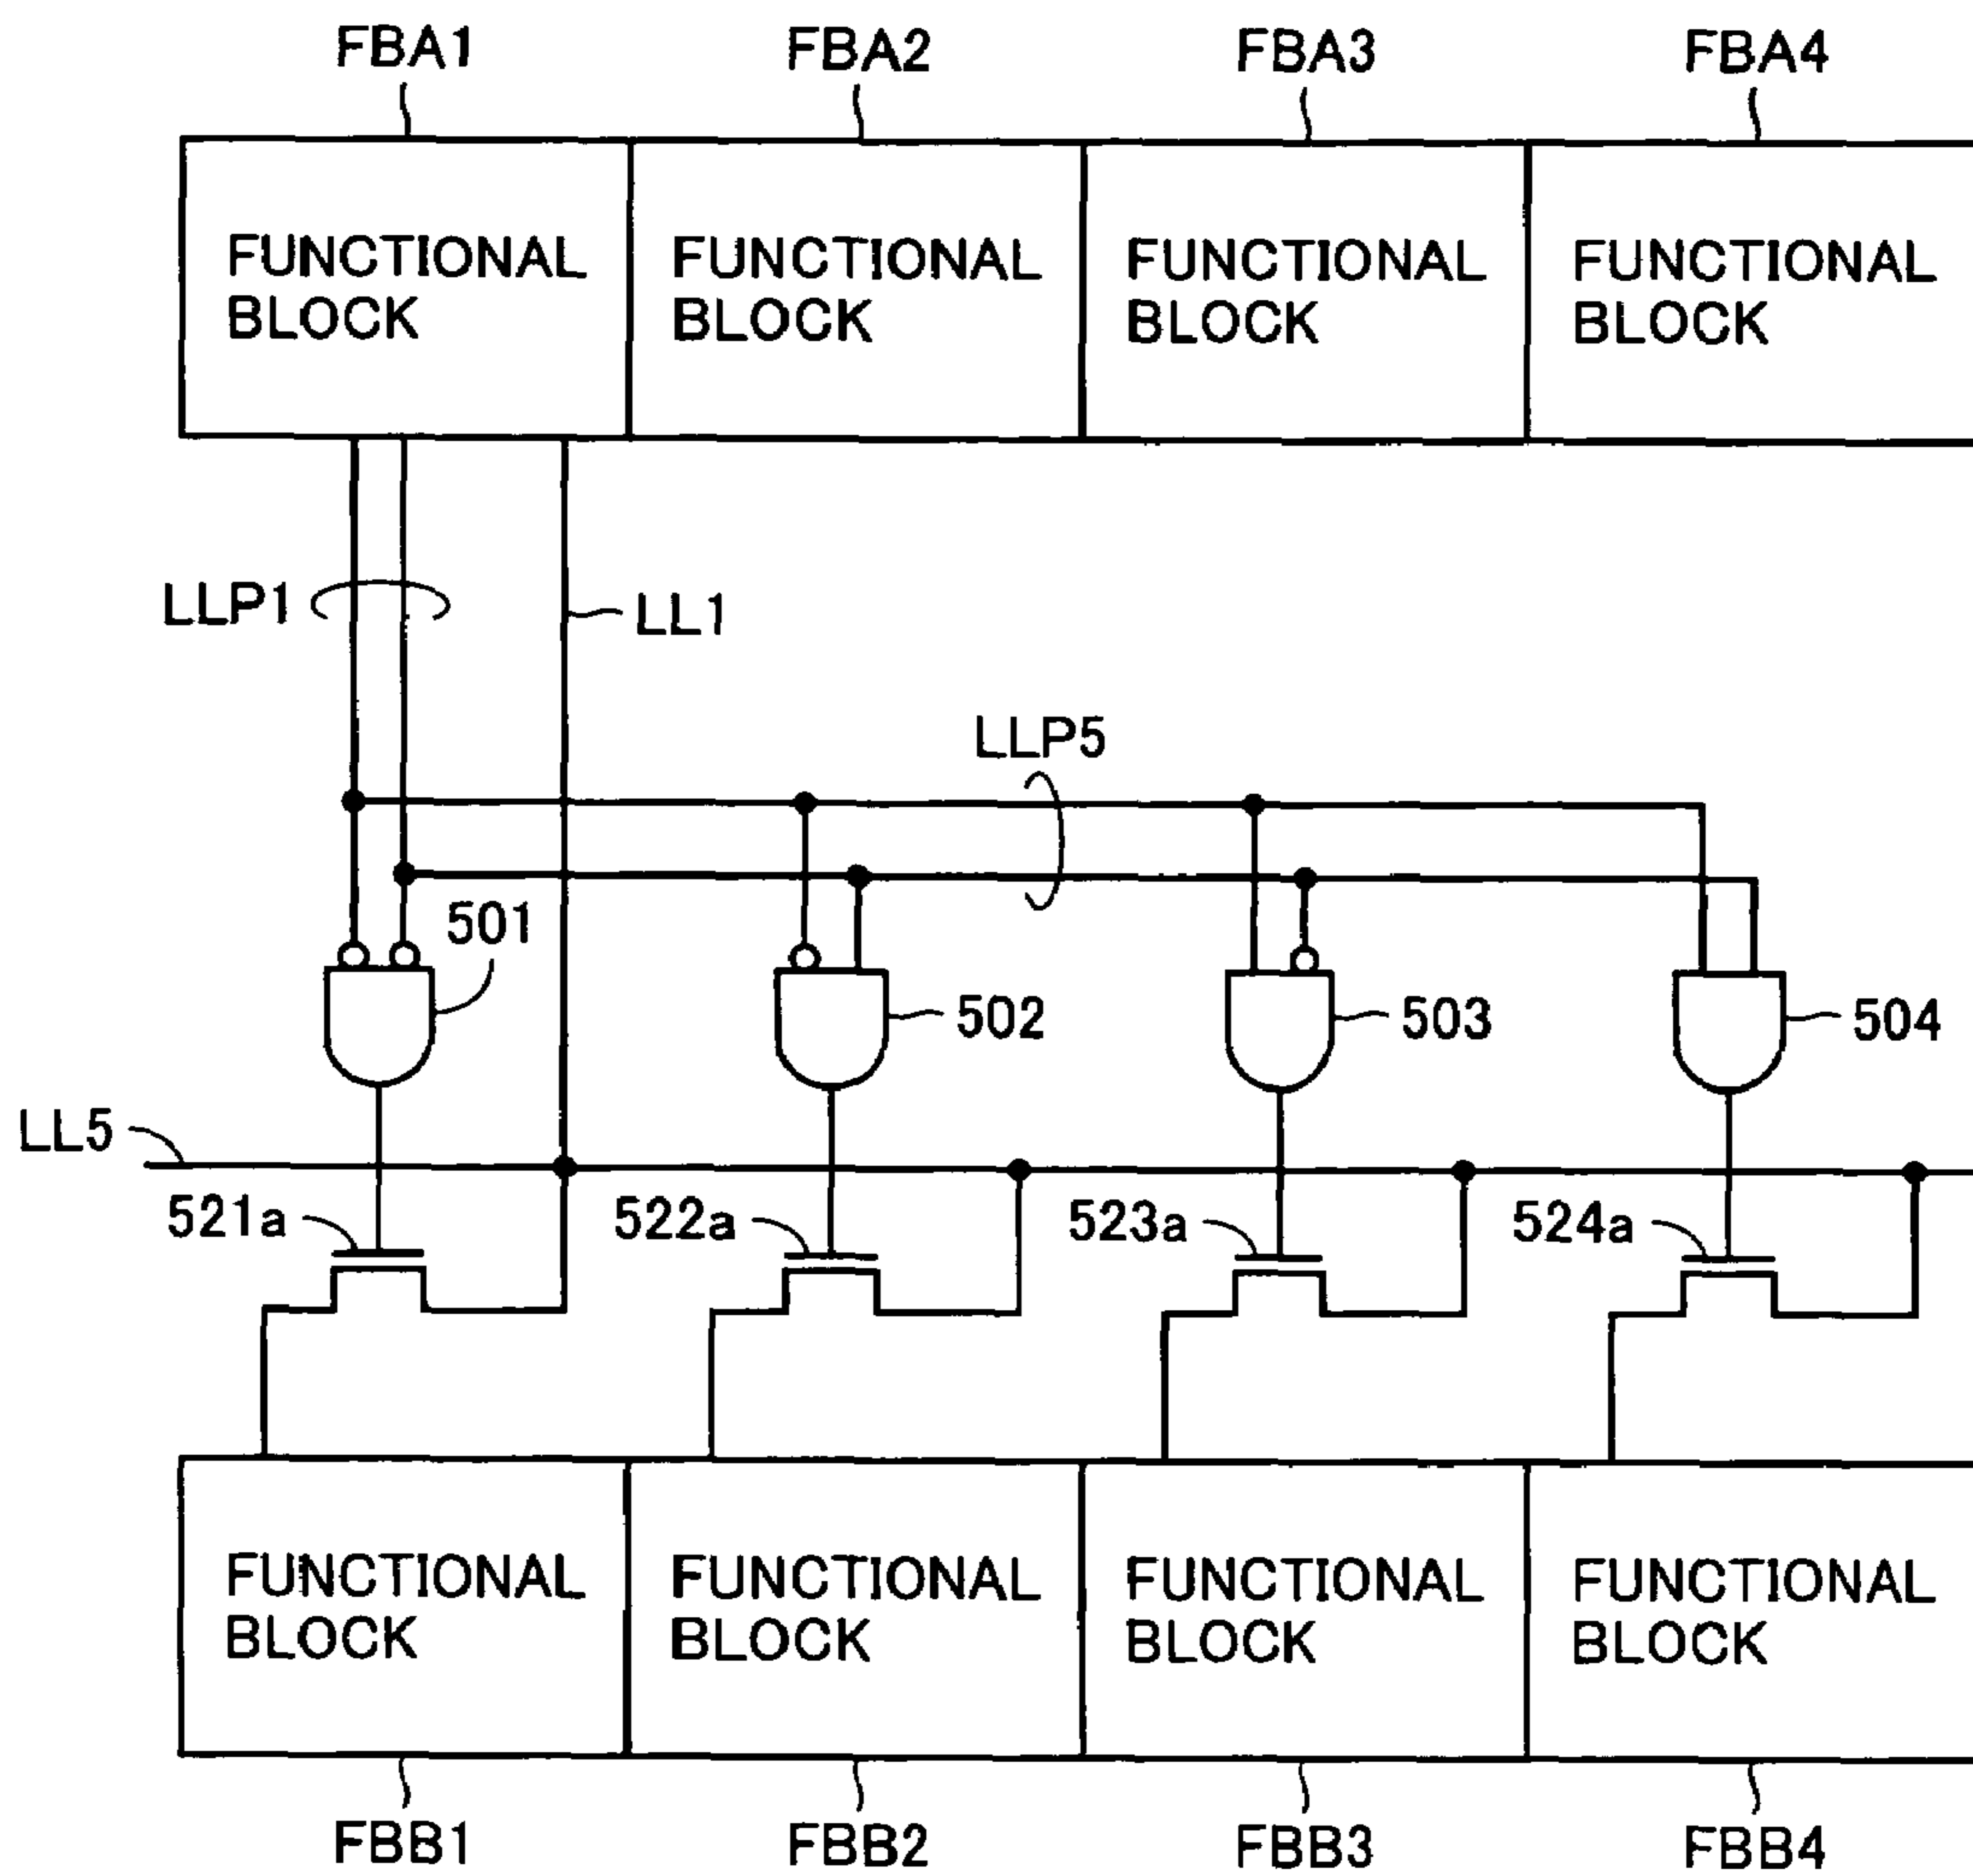 FBA1 FBA2 FBA3 FBA4
FUNCTIONAL BLOCK
FUNCTIONAL BLOCK
FUNCTIONAL BLOCK
FUNCTIONAL BLOCK
LLP1
LL1
LLP5
501
502
503
504
LL5
521a
522a
523a
524a
FUNCTIONAL BLOCK
FUNCTIONAL BLOCK
FUNCTIONAL BLOCK
FUNCTIONAL BLOCK
FBB1 FBB2 FBB3 FBB4